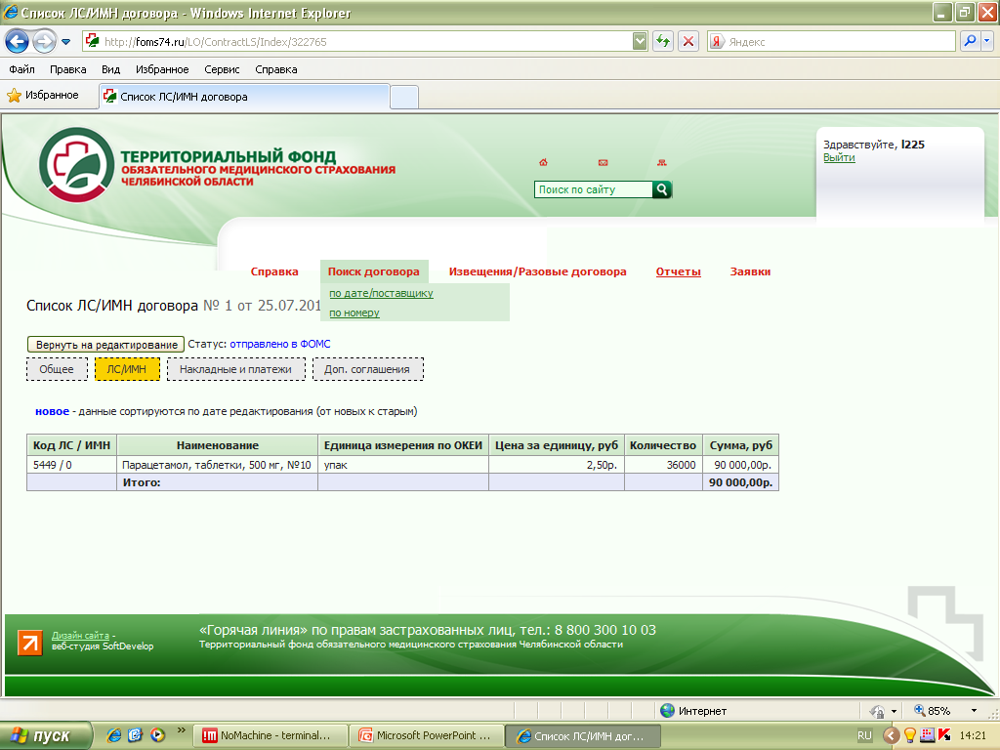 Список ЛС/ИМН договора - Windows Internet Explorer
http://foms74.ru/LO/ContractLS/Index/322765
Яндекс
Файл Правка Вид Избранное Сервис Справка
Избранное
Список ЛС/ИМН договора
ТЕРРИТОРИАЛЬНЫЙ ФОНД
ОБЯЗАТЕЛЬНОГО МЕДИЦИНСКОГО СТРАХОВАНИЯ
ЧЕЛЯБИНСКОЙ ОБЛАСТИ
Поиск по сайту
Здравствуйте, l225
Выйти
Справка Поиск договора Извещения/Разовые договора Отчеты Заявки
по дате/поставщику
по номеру
Список ЛС/ИМН договора № 1 от 25.07.201
Вернуть на редактирование Статус: отправлено в ФОМС
Общее ЛС/ИМН Накладные и платежи Доп. соглашения
новое - данные сортируются по дате редактирования (от новых к старым)
Код ЛС / ИМН Наименование Единица измерения по ОКЕИ Цена за единицу, руб Количество Сумма, руб
5449 / 0 Парацетамол, таблетки, 500 мг, №10 упак 2,50р. 36000 90 000,00р.
Итого: 90 000,00р.
Дизайн сайта -
веб-студия SoftDevelop
«Горячая линия» по правам застрахованных лиц, тел.: 8 800 300 10 03
Территориальный фонд обязательного медицинского страхования Челябинской области
Интернет 85%
пуск » NoMachine - terminal... Microsoft PowerPoint ... Список ЛС/ИМН дог... RU 14:21